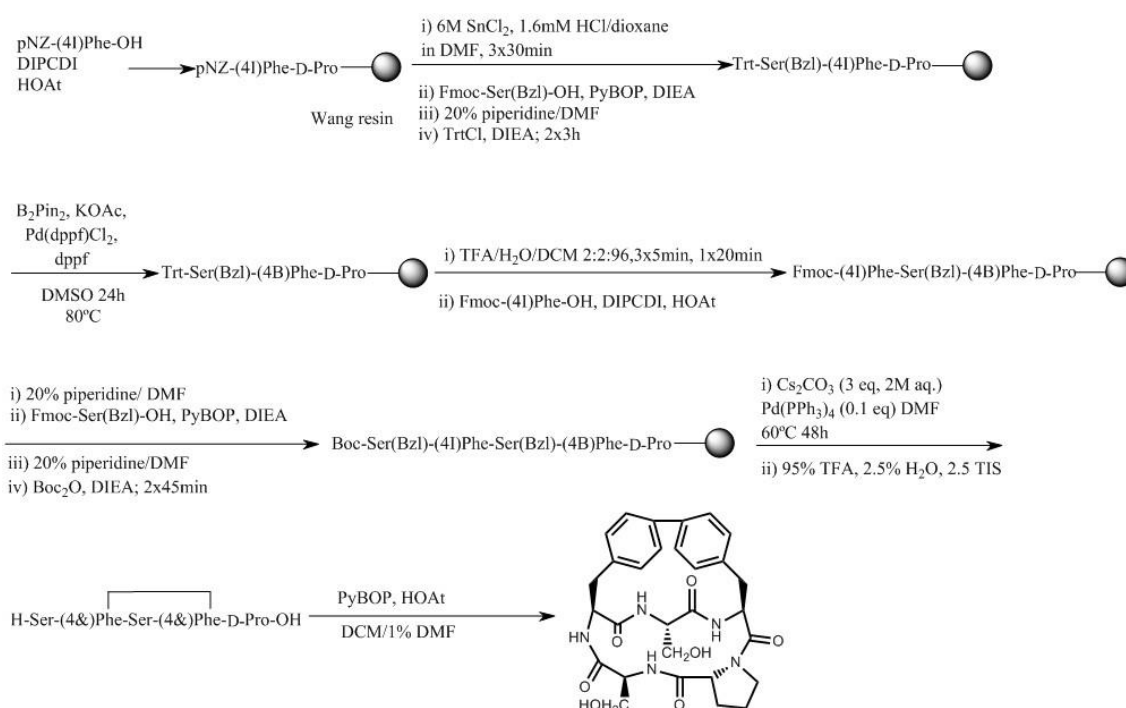 pNZ-(4I)Phe-OH
DIPCDI
HOAt
pNZ-(4I)Phe-D-Pro
Wang resin
i) 6M SnCl₂, 1.6mM HCl/dioxane
in DMF, 3x30min
ii) Fmoc-Ser(Bzl)-OH, PyBOP, DIEA
iii) 20% piperidine/DMF
iv) TrtCl, DIEA; 2x3h
Trt-Ser(Bzl)-(4I)Phe-D-Pro
B₂Pin₂, KOAc,
Pd(dppf)Cl₂,
dppf
DMSO 24h
80ºC
Trt-Ser(Bzl)-(4B)Phe-D-Pro
i) TFA/H₂O/DCM 2:2:96,3x5min, 1x20min
ii) Fmoc-(4I)Phe-OH, DIPCDI, HOAt
Fmoc-(4I)Phe-Ser(Bzl)-(4B)Phe-D-Pro
i) 20% piperidine/ DMF
ii) Fmoc-Ser(Bzl)-OH, PyBOP, DIEA
iii) 20% piperidine/DMF
iv) Boc₂O, DIEA; 2x45min
Boc-Ser(Bzl)-(4I)Phe-Ser(Bzl)-(4B)Phe-D-Pro
i) Cs₂CO₃ (3 eq, 2M aq.)
Pd(PPh₃)₄ (0.1 eq) DMF
60ºC 48h
ii) 95% TFA, 2.5% H₂O, 2.5 TIS
H-Ser-(4&)Phe-Ser-(4&)Phe-D-Pro-OH
PyBOP, HOAt
DCM/1% DMF
O
H
N
O
N
H
O
HN
CH₂OH
N
O
H
N
O
O
HOH₂C